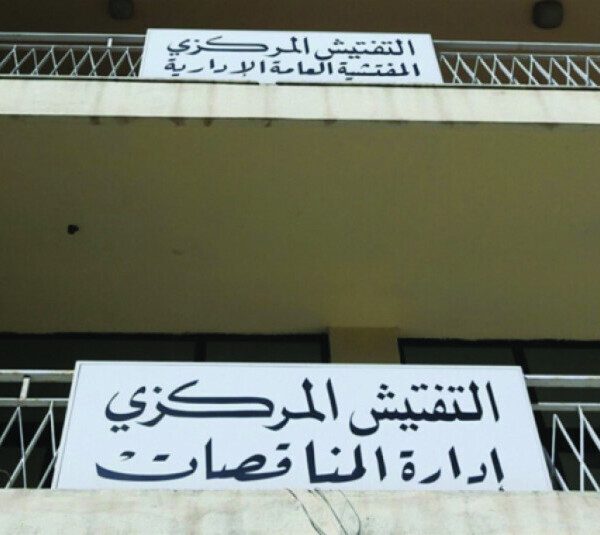 التفتيش المركزي
المفتشية العامة الإدارية
التفتيش المركزي
إدارة المناقصات